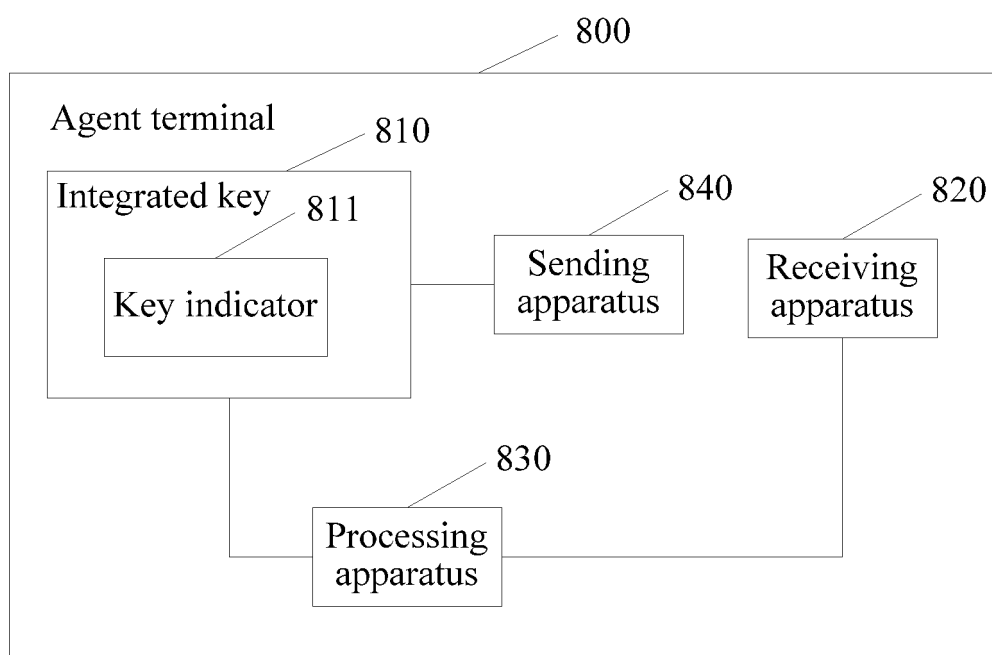 800
Agent terminal
810
Integrated key
811
Key indicator
840
Sending
apparatus
820
Receiving
apparatus
830
Processing
apparatus